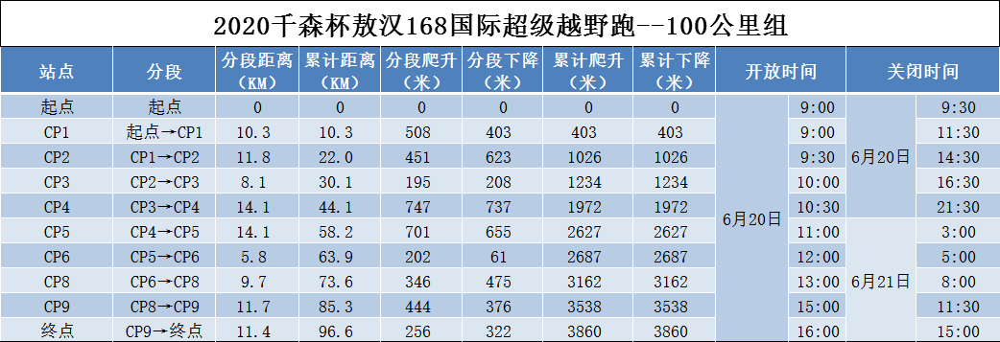 2020千森杯敖汉168国际超级越野跑--100公里组
站点 分段 分段距离（KM） 累计距离（KM） 分段爬升（米） 分段下降（米） 累计爬升（米） 累计下降（米） 开放时间 关闭时间
起点 起点 0 0 0 0 0 0 6月20日 9:00 6月20日 9:30
CP1 起点→CP1 10.3 10.3 508 403 403 403 9:00 11:30
CP2 CP1→CP2 11.8 22.0 451 623 1026 1026 9:30 14:30
CP3 CP2→CP3 8.1 30.1 195 208 1234 1234 10:00 16:30
CP4 CP3→CP4 14.1 44.1 747 737 1972 1972 10:30 21:30
CP5 CP4→CP5 14.1 58.2 701 655 2627 2627 11:00 6月21日 3:00
CP6 CP5→CP6 5.8 63.9 202 61 2687 2687 12:00 5:00
CP8 CP6→CP8 9.7 73.6 346 475 3162 3162 13:00 8:00
CP9 CP8→CP9 11.7 85.3 444 376 3538 3538 15:00 11:30
终点 CP9→终点 11.4 96.6 256 322 3860 3860 16:00 15:00